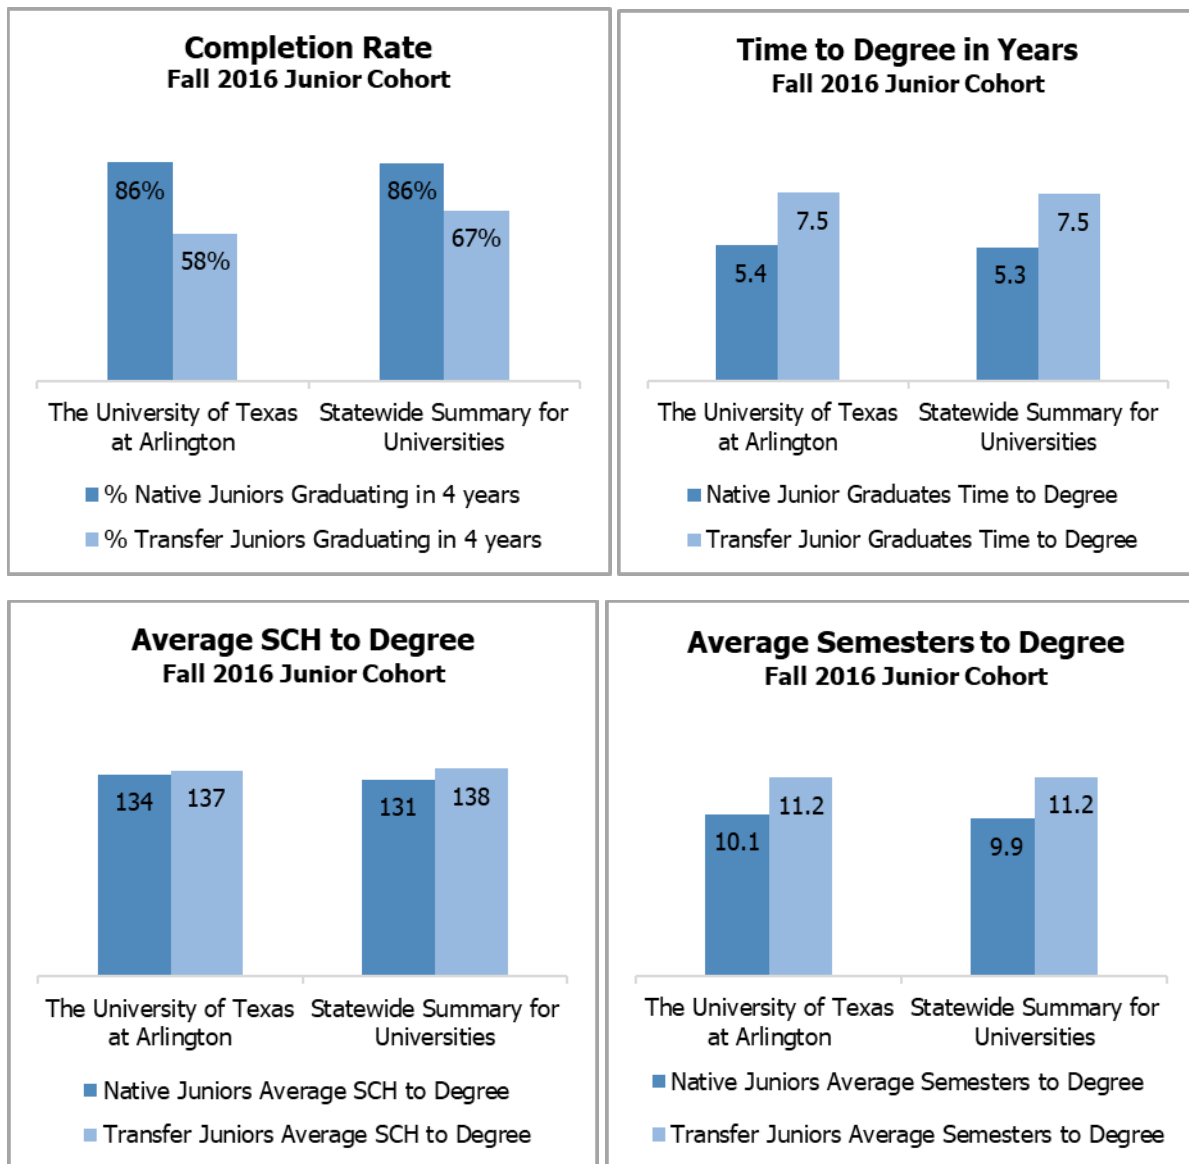 Completion Rate
Fall 2016 Junior Cohort
86%
58%
86%
67%
The University of Texas
at Arlington
Statewide Summary for
Universities
% Native Juniors Graduating in 4 years
% Transfer Juniors Graduating in 4 years
Time to Degree in Years
Fall 2016 Junior Cohort
5.4
7.5
5.3
7.5
The University of Texas
at Arlington
Statewide Summary for
Universities
Native Junior Graduates Time to Degree
Transfer Junior Graduates Time to Degree
Average SCH to Degree
Fall 2016 Junior Cohort
134
137
131
138
The University of Texas
at Arlington
Statewide Summary for
Universities
Native Juniors Average SCH to Degree
Transfer Juniors Average SCH to Degree
Average Semesters to Degree
Fall 2016 Junior Cohort
10.1
11.2
9.9
11.2
The University of Texas
at Arlington
Statewide Summary for
Universities
Native Juniors Average Semesters to Degree
Transfer Juniors Average Semesters to Degree